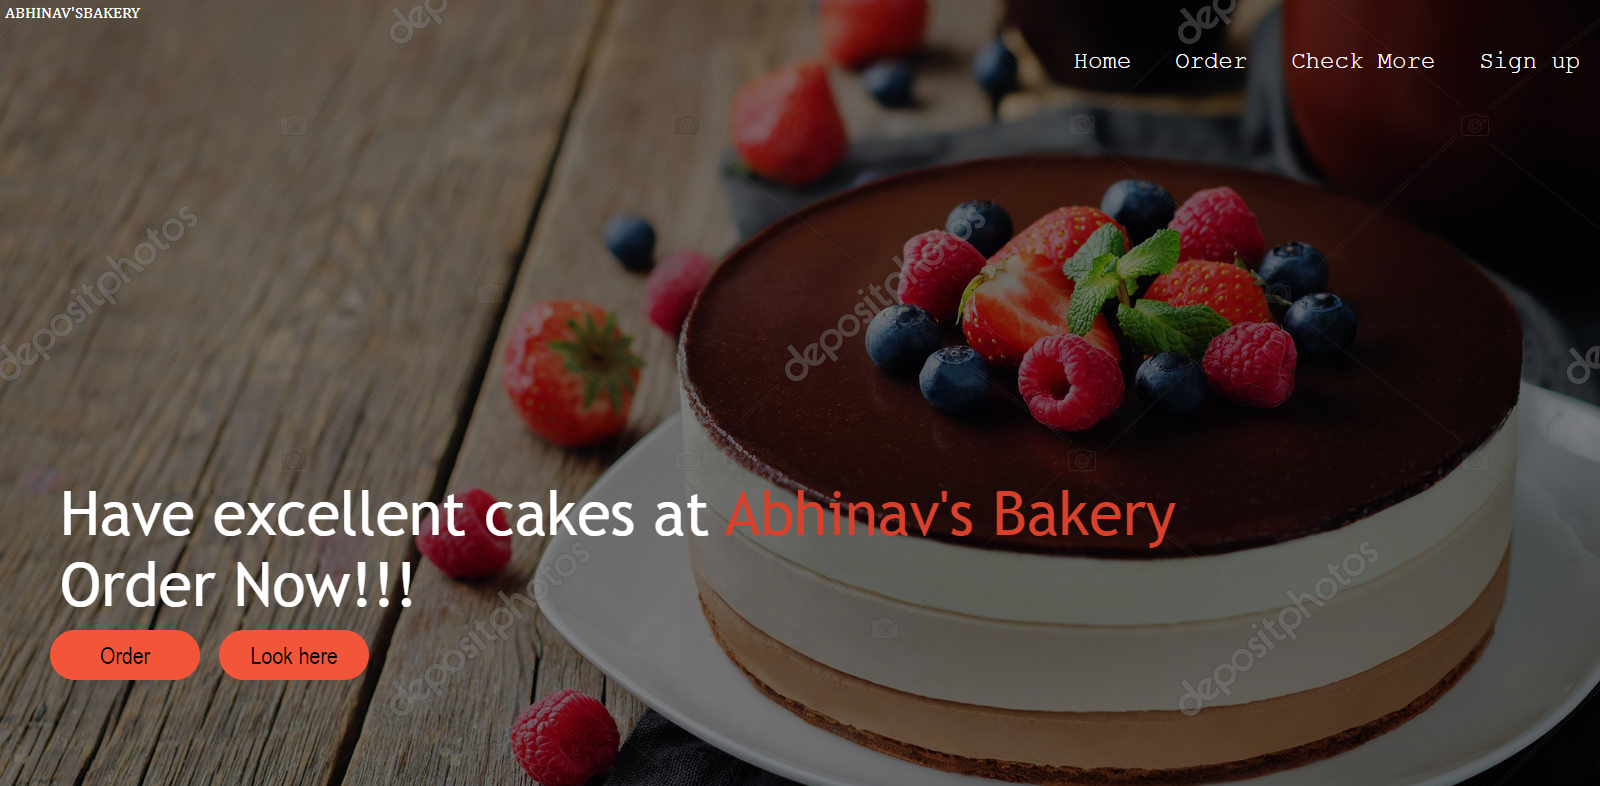 ABHINAV'SBAKERY
Home Order Check More Sign up
Have excellent cakes at Abhinav's Bakery
Order Now!!!
Order Look here
depositphotos
depositphotos
depositphotos
depositphotos